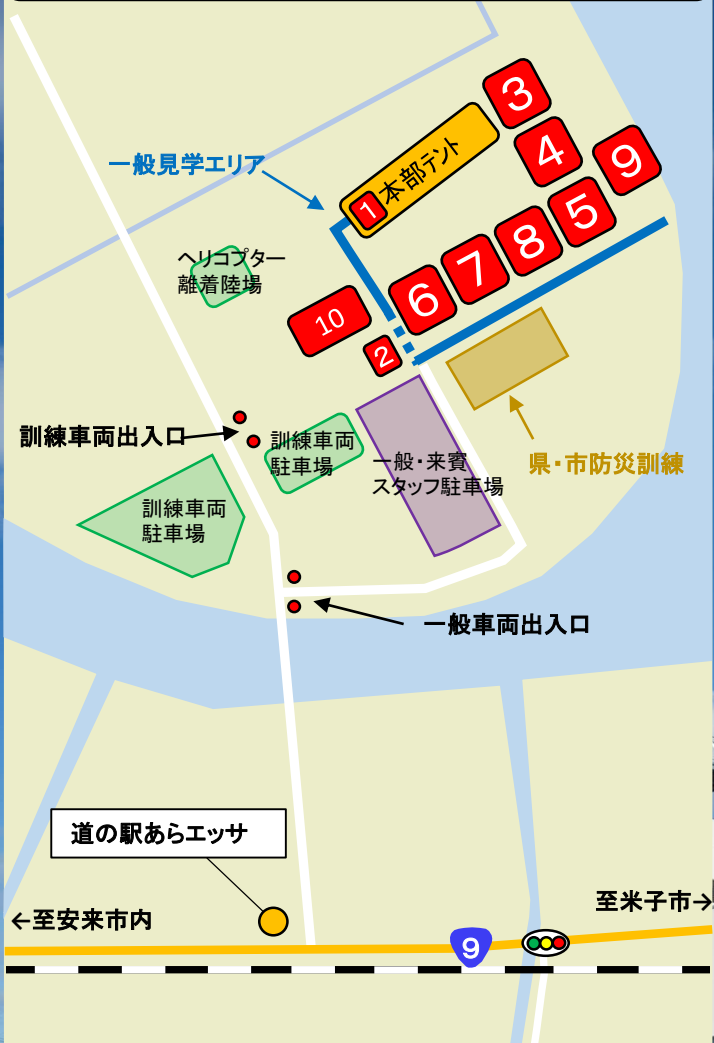 3
4
9
一般見学エリア
1
本部テント
5
8
7
6
ヘリコプター
離着陸場
10
2
訓練車両出入口
訓練車両
駐車場
一般・来賓
スタッフ駐車場
県・市防災訓練
訓練車両
駐車場
一般車両出入口
道の駅あらエッサ
←至安来市内
至米子市→
9